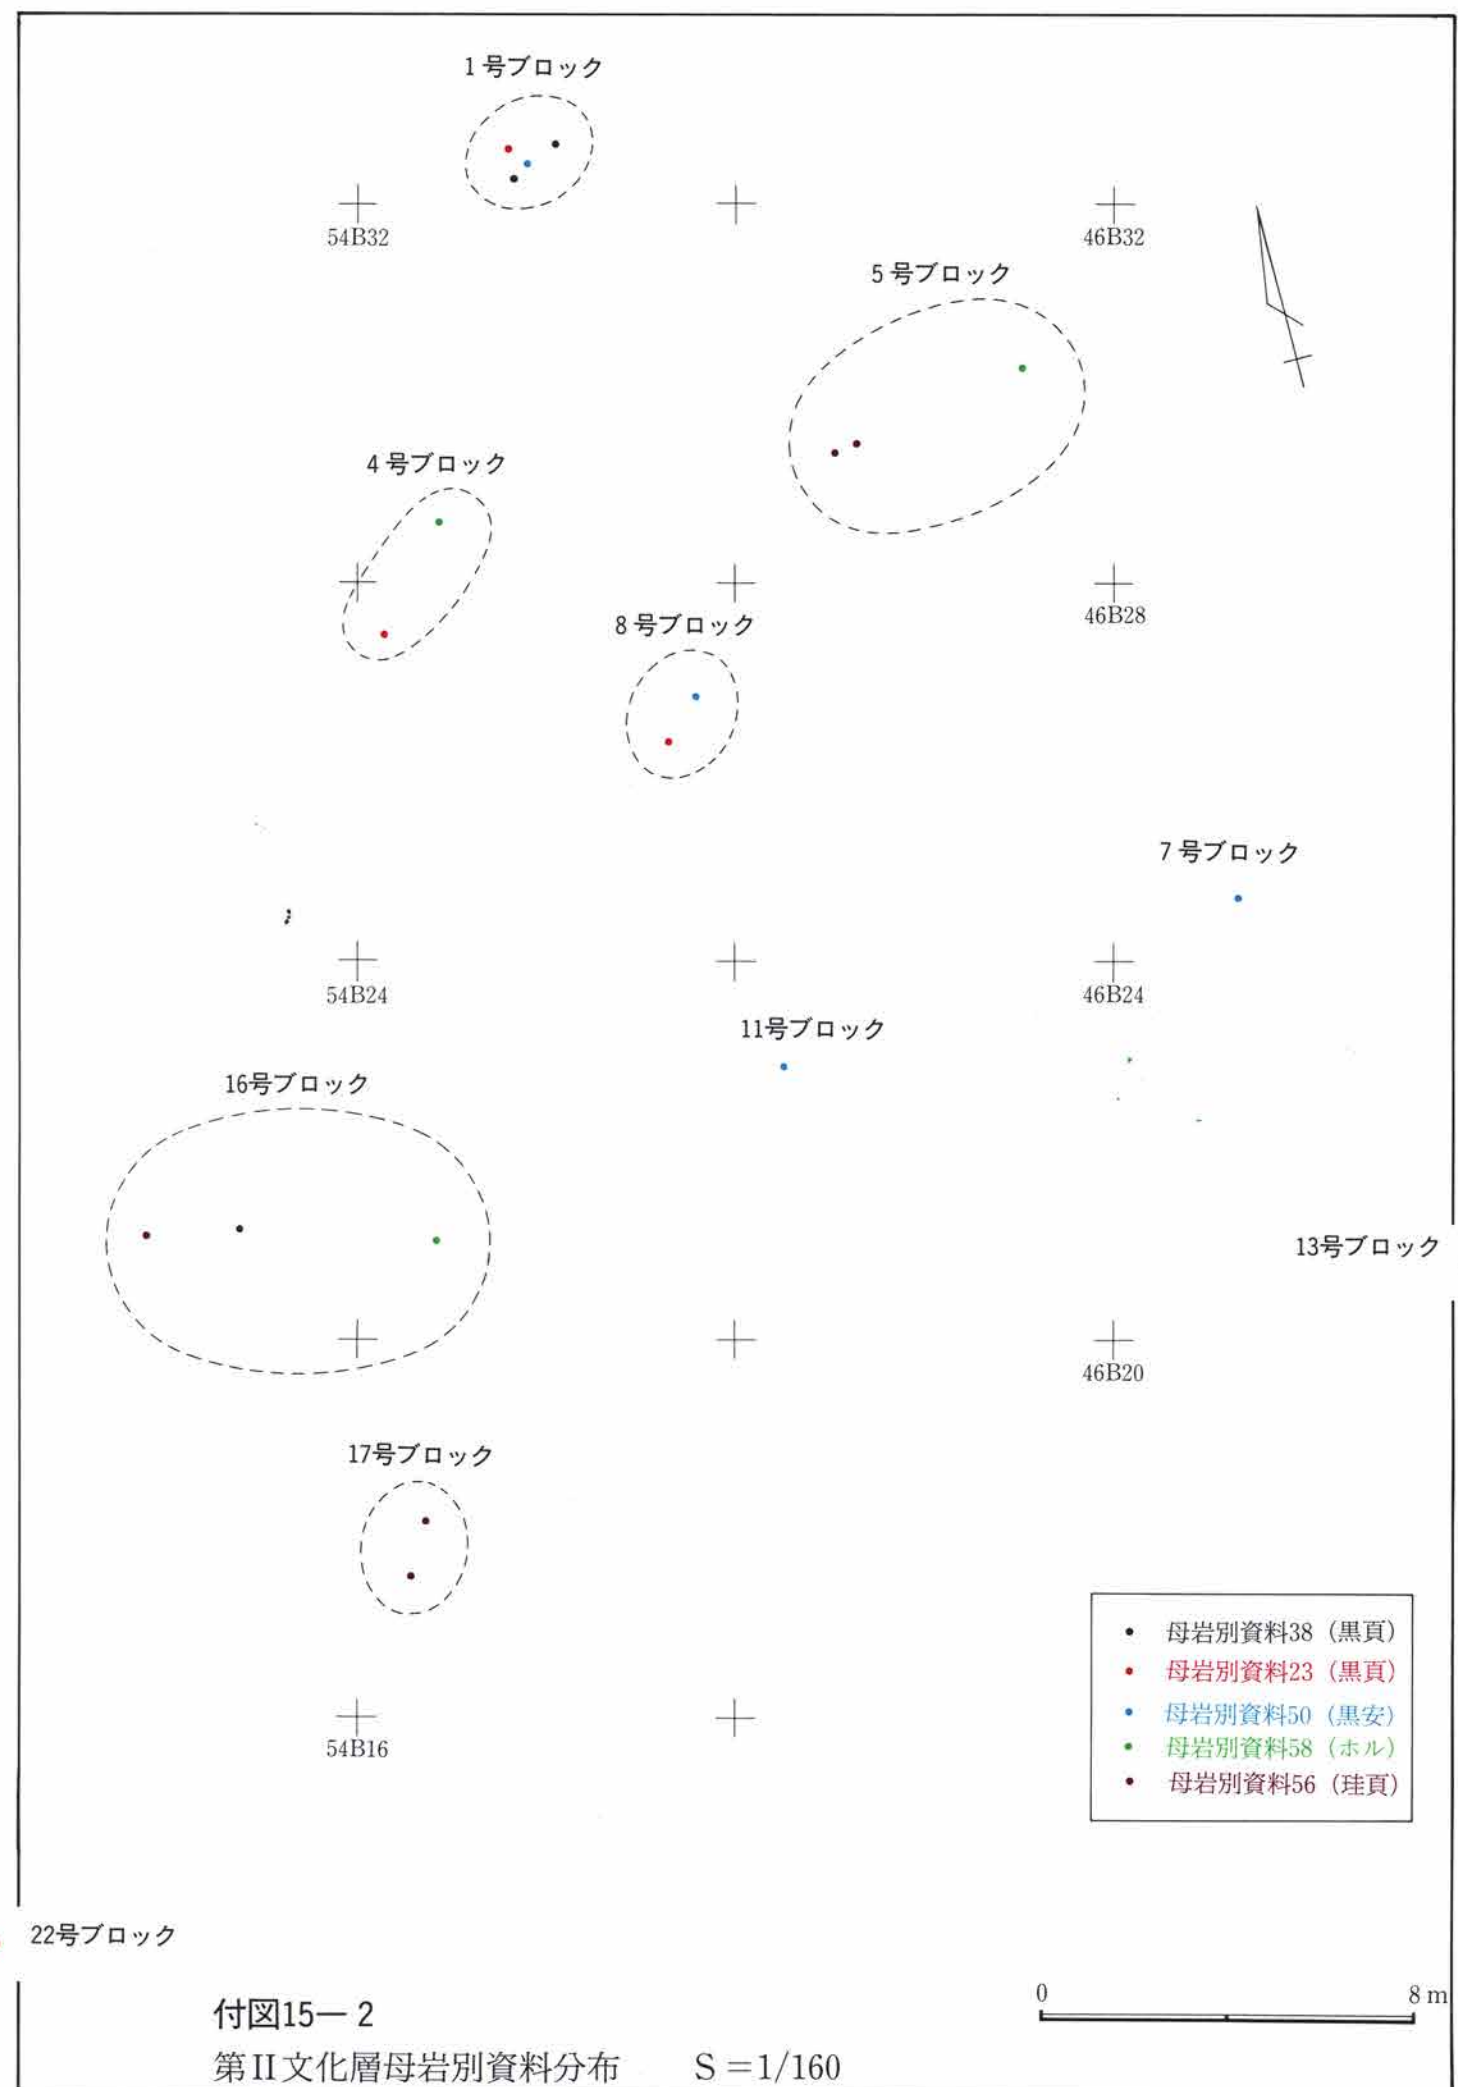 1号ブロック
54B32
46B32
5号ブロック
4号ブロック
46B28
8号ブロック
7号ブロック
54B24
46B24
11号ブロック
16号ブロック
13号ブロック
46B20
17号ブロック
母岩別資料38（黒頁）
母岩別資料23（黒頁）
母岩別資料50（黒安）
母岩別資料58（ホル）
母岩別資料56（珪頁）
54B16
22号ブロック
0 8m
付図15―2
第Ⅱ文化層母岩別資料分布 S=1/160